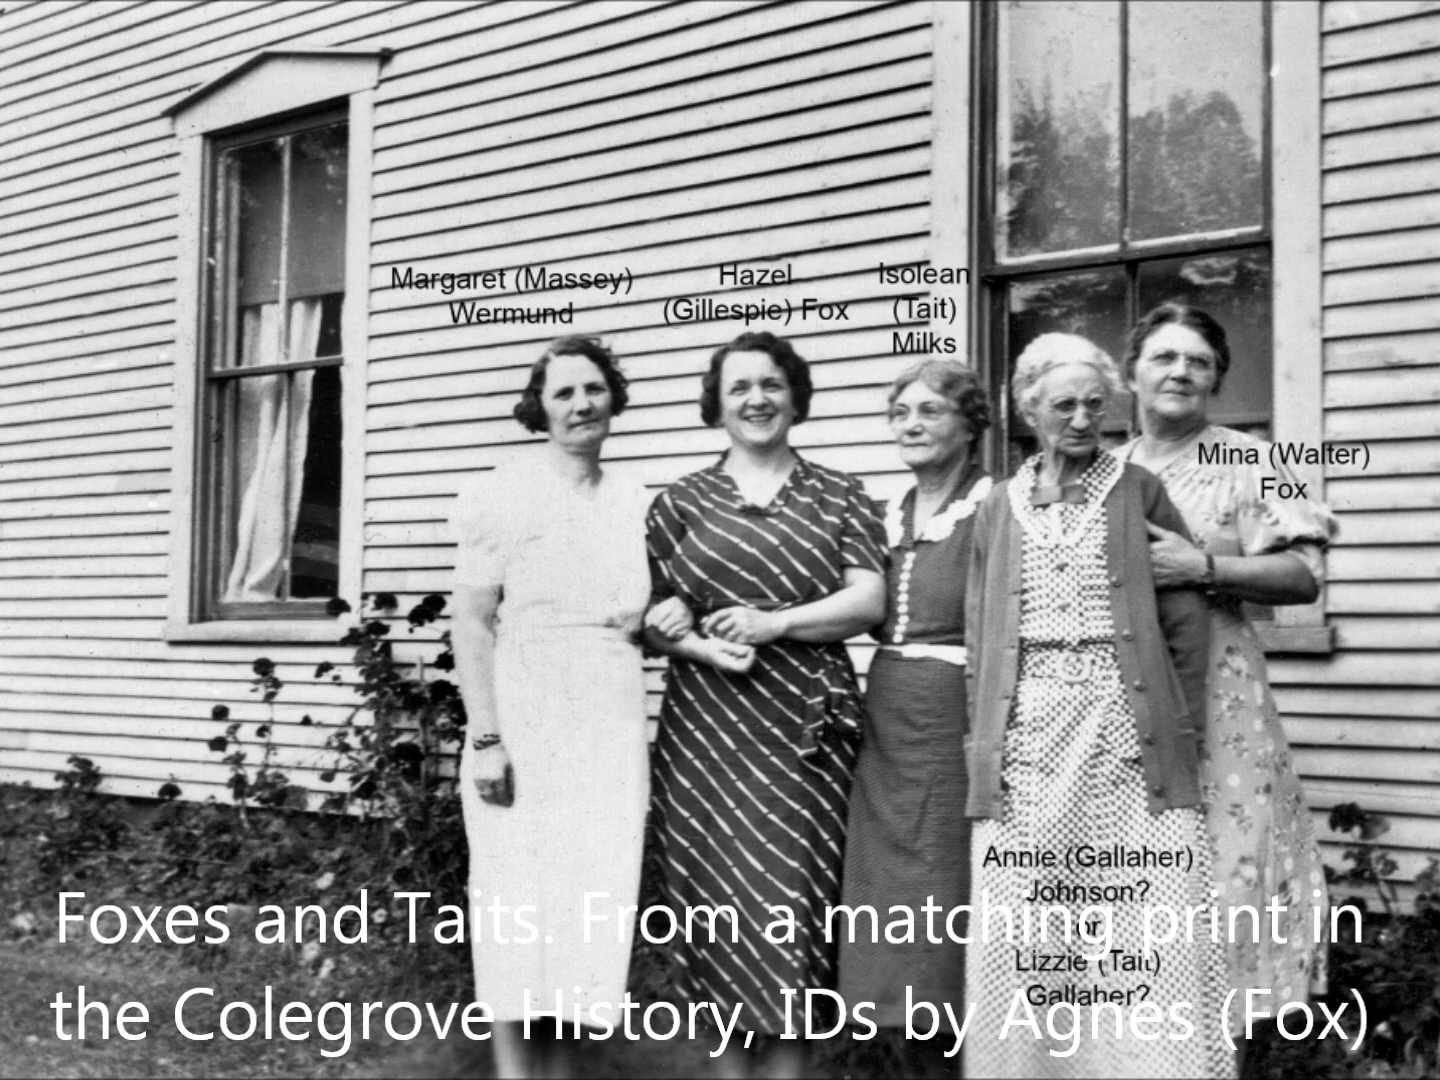 Margaret (Massey)
Wermund
Hazel
(Gillespie) Fox
Isolean
(Tait)
Milks
Mina (Walter)
Fox
Annie (Gallaher)
Johnson?
or
Lizzie (Tait)
Gallaher?
Foxes and Taits. From a matching print in
the Colegrove History, IDs by Agnes (Fox)